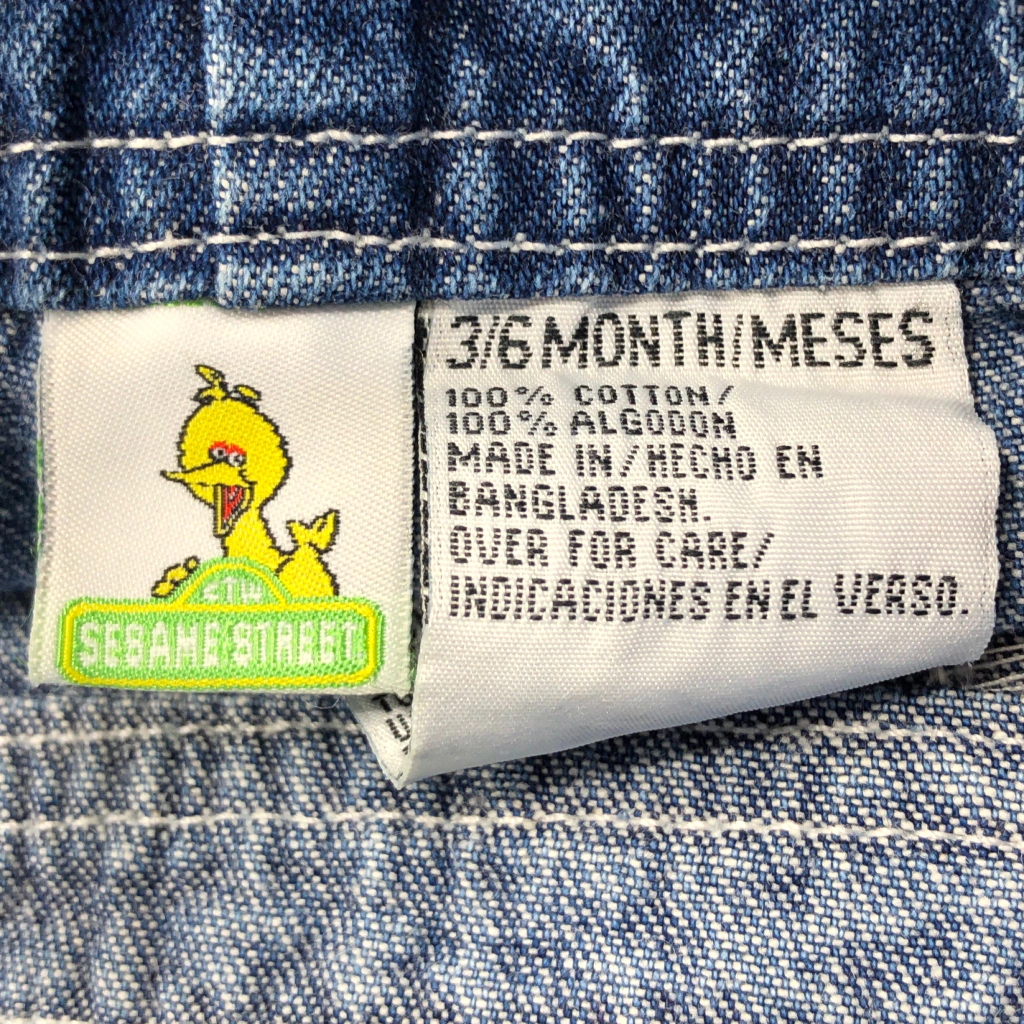 SESAME STREET
3/6 MONTH/MESES
100% COTTON/
100% ALGODON
MADE IN/HECHO EN
BANGLADESH.
OVER FOR CARE/
INDICACIONES EN EL VERSO.